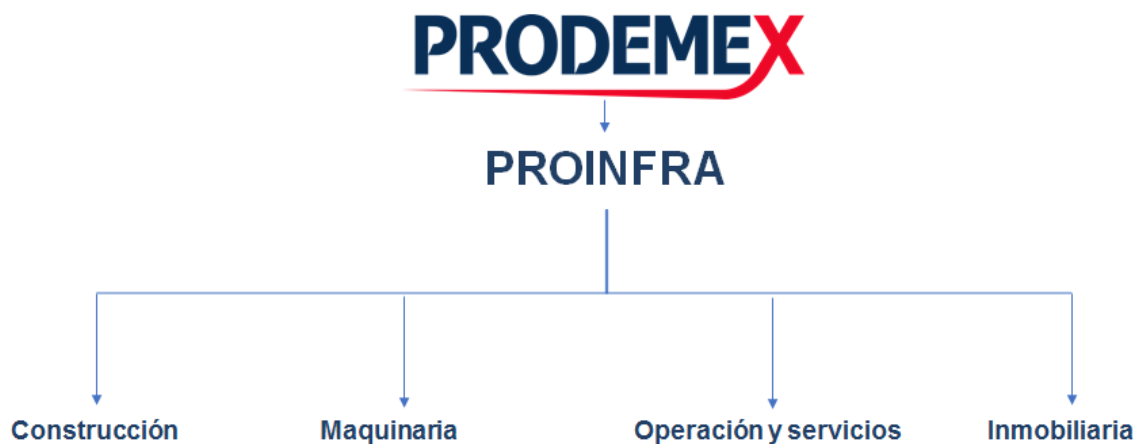 PRODEMEX
PROINFRA
Construcción
Maquinaria
Operación y servicios
Inmobiliaria